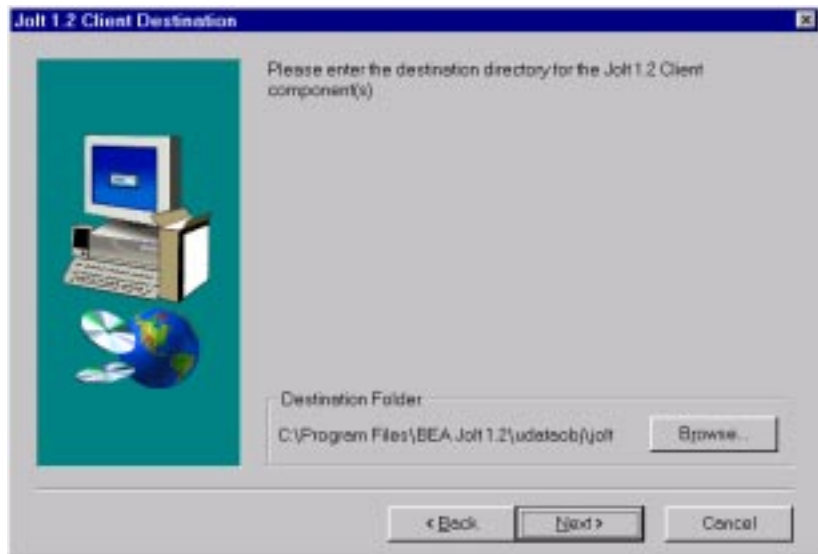 Jolt 1.2 Client Destination
Please enter the destination directory for the Jolt 1.2 Client
component(s)
Destination Folder
C:\Program Files\BEA Jolt 1.2\udataobj\jolt
Browse...
< Back
Next >
Cancel